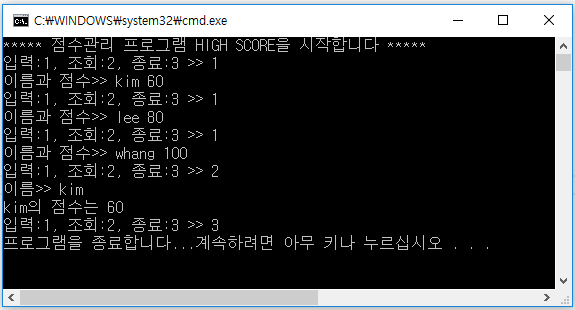 C:₩WINDOWS₩system32₩cmd.exe
***** 점수관리 프로그램 HIGH SCORE을 시작합니다 *****
입력:1, 조회:2, 종료:3 >> 1
이름과 점수>> kim 60
입력:1, 조회:2, 종료:3 >> 1
이름과 점수>> lee 80
입력:1, 조회:2, 종료:3 >> 1
이름과 점수>> whang 100
입력:1, 조회:2, 종료:3 >> 2
이름>> kim
kim의 점수는 60
입력:1, 조회:2, 종료:3 >> 3
프로그램을 종료합니다...계속하려면 아무 키나 누르십시오 . . .